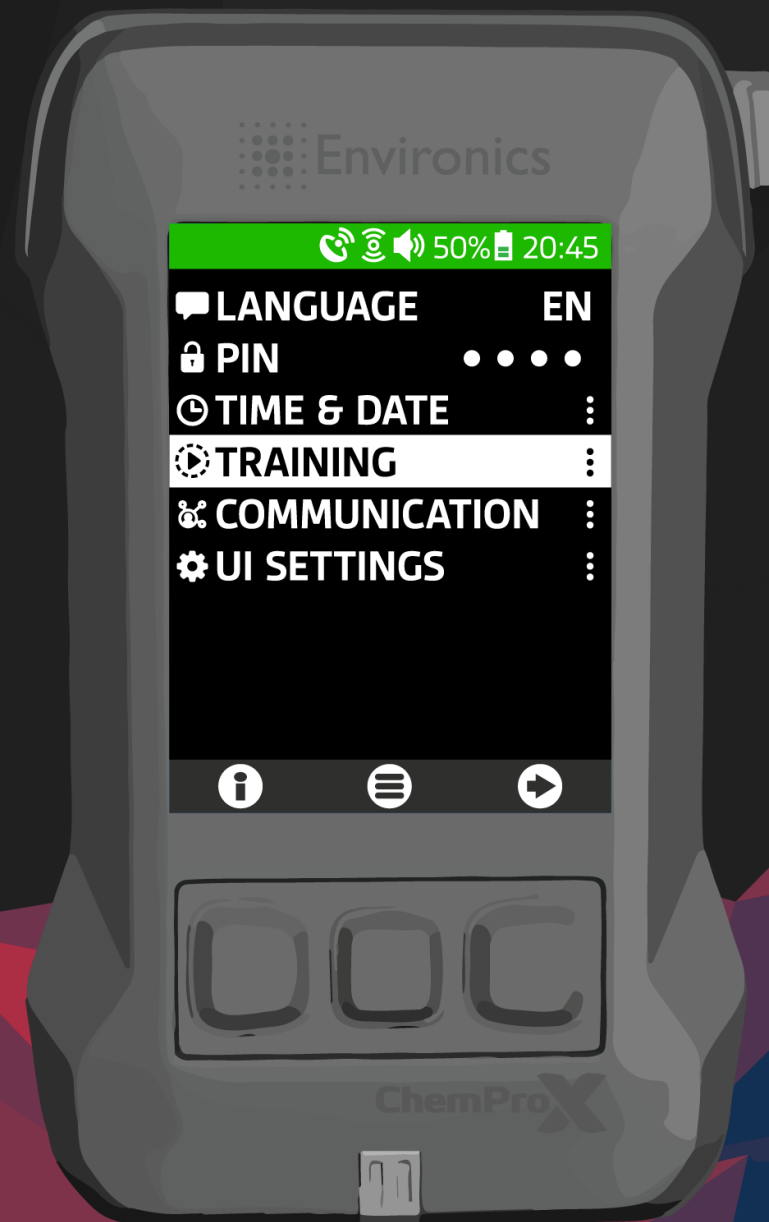 Environics
50% 20:45
LANGUAGE EN
PIN
TIME & DATE
TRAINING
COMMUNICATION
UI SETTINGS
ChemProX